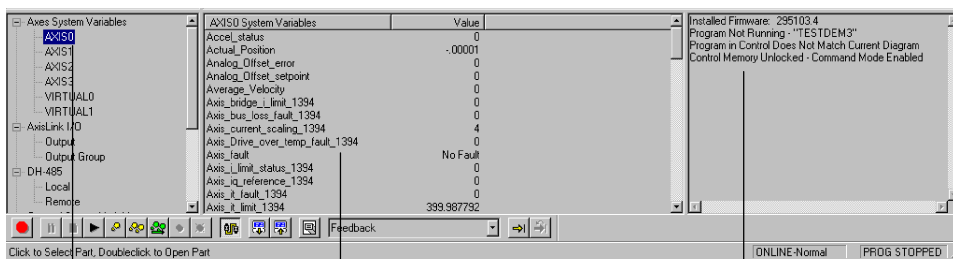 Axes System Variables
AXIS0
AXIS1
AXIS2
AXIS3
VIRTUAL0
VIRTUAL1
AxisLink I/O
Output
Output Group
DH-485
Local
Remote
AXIS0 System Variables Value
Accel_status 0
Actual_Position -.00001
Analog_Offset_error 0
Analog_Offset_setpoint 0
Average_Velocity 0
Axis_bridge_i_limit_1394 0
Axis_bus_loss_fault_1394 0
Axis_current_scaling_1394 4
Axis_Drive_over_temp_fault_1394 0
Axis_fault No Fault
Axis_i_limit_status_1394 0
Axis_iq_reference_1394 0
Axis_it_fault_1394 0
Axis_it_limit_1394 399.987792
Installed Firmware: 295103.4
Program Not Running - "TESTDEM3"
Program in Control Does Not Match Current Diagram
Control Memory Unlocked - Command Mode Enabled
Feedback
Click to Select Part, Doubleclick to Open Part
ONLINE-Normal
PROG STOPPED